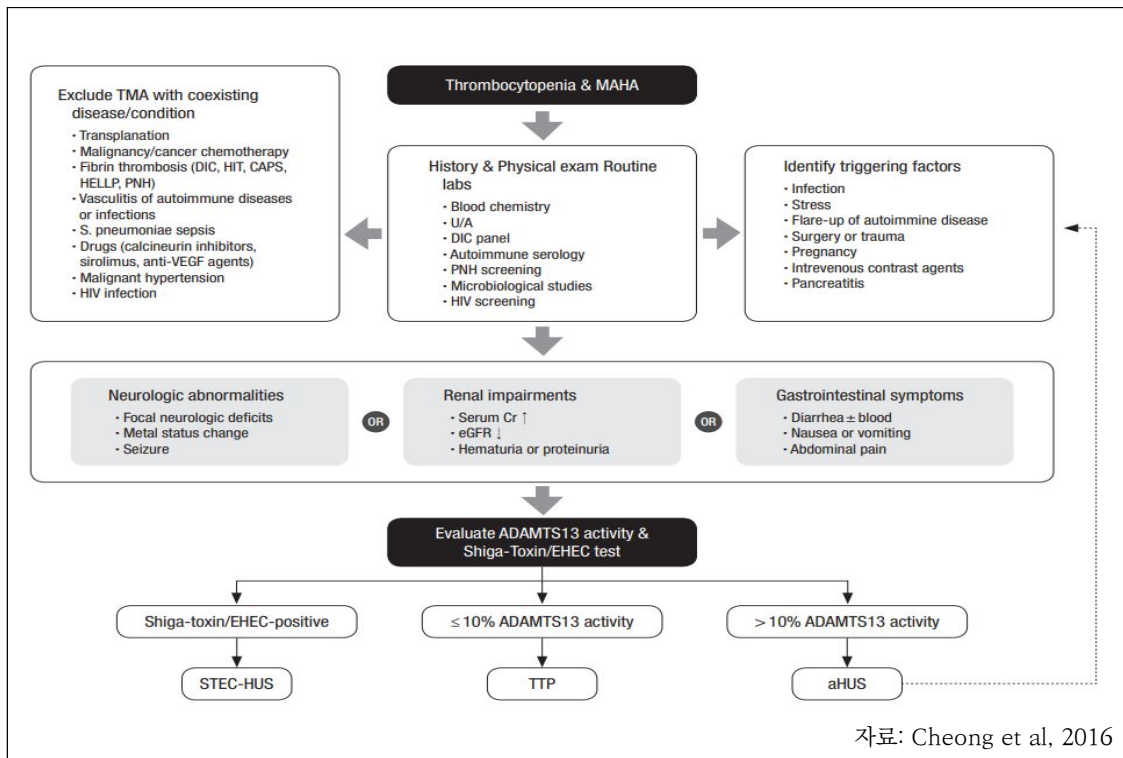 Thrombocytopenia & MAHA
Exclude TMA with coexisting
disease/condition
· Transplanation
· Malignancy/cancer chemotherapy
· Fibrin thrombosis (DIC, HIT, CAPS,
HELLP, PNH)
· Vasculitis of autoimmune diseases
or infections
· S. pneumoniae sepsis
· Drugs (calcineurin inhibitors,
sirolimus, anti-VEGF agents)
· Malignant hypertension
· HIV infection
History & Physical exam Routine
labs
· Blood chemistry
· U/A
· DIC panel
· Autoimmune serology
· PNH screening
· Microbiological studies
· HIV screening
Identify triggering factors
· Infection
· Stress
· Flare-up of autoimmine disease
· Surgery or trauma
· Pregnancy
· Intrevenous contrast agents
· Pancreatitis
Neurologic abnormalities
· Focal neurologic deficits
· Metal status change
· Seizure
OR
Renal impairments
· Serum Cr ↑
· eGFR ↓
· Hematuria or proteinuria
OR
Gastrointestinal symptoms
· Diarrhea ± blood
· Nausea or vomiting
· Abdominal pain
Evaluate ADAMTS13 activity &
Shiga-Toxin/EHEC test
Shiga-toxin/EHEC-positive
≤ 10% ADAMTS13 activity
> 10% ADAMTS13 activity
STEC-HUS
TTP
aHUS
자료: Cheong et al, 2016